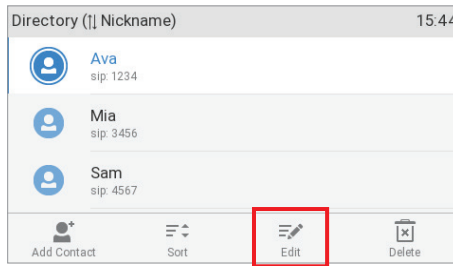 Directory (↑↓ Nickname) 15:44
Ava
sip: 1234
Mia
sip: 3456
Sam
sip: 4567
Add Contact Sort Edit Delete